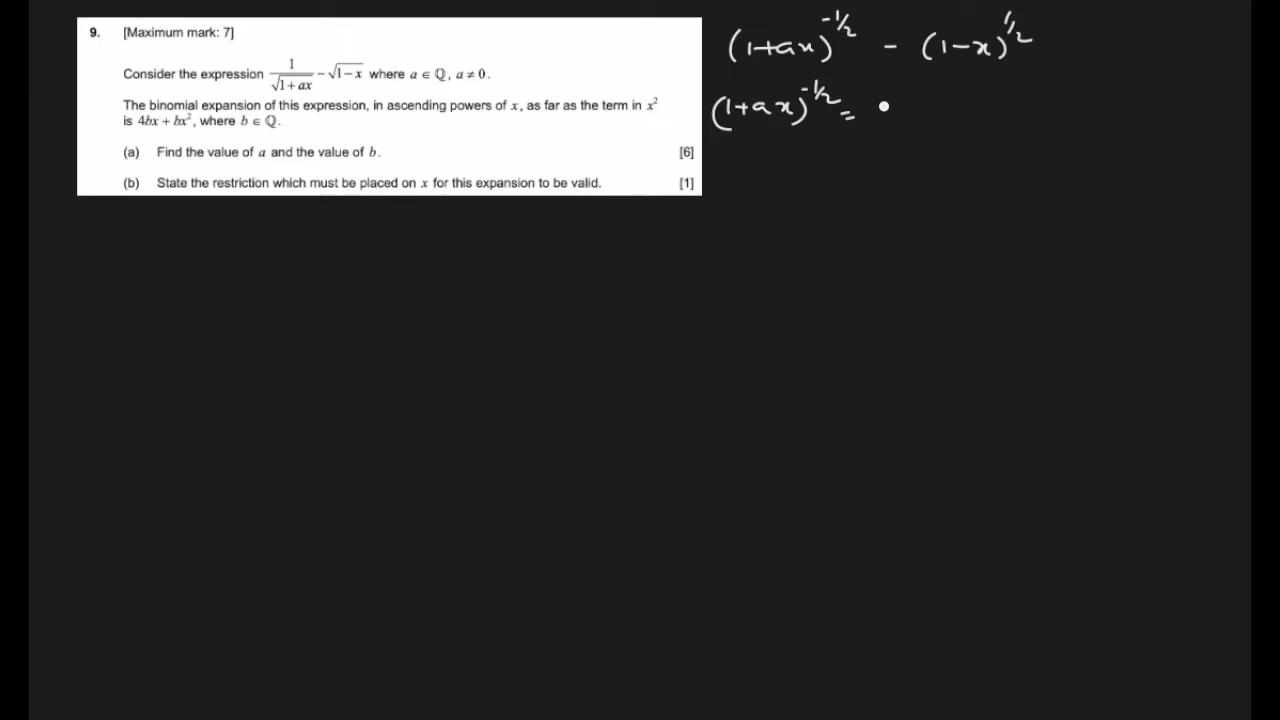 9. [Maximum mark: 7]
Consider the expression 1/√(1 + ax) − √(1 − x) where a ∈ ℚ, a ≠ 0.
The binomial expansion of this expression, in ascending powers of x, as far as the term in x²
is 4bx + bx², where b ∈ ℚ.
(a) Find the value of a and the value of b. [6]
(b) State the restriction which must be placed on x for this expansion to be valid. [1]
(1+ax)^(-1/2) - (1-x)^(1/2)
(1+ax)^(-1/2) =